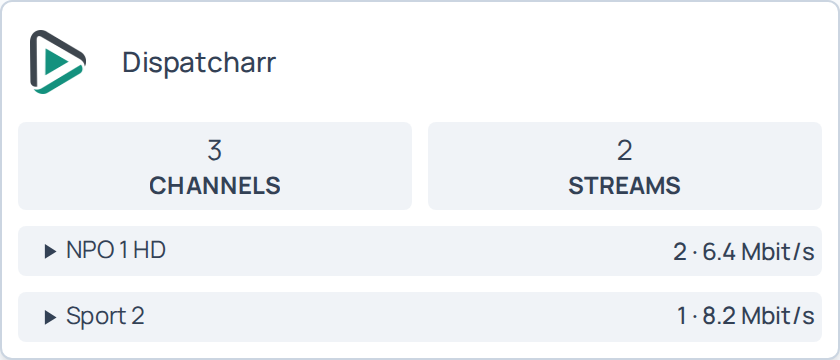 Dispatcharr
3
CHANNELS
2
STREAMS
NPO 1 HD
2 · 6.4 Mbit/s
Sport 2
1 · 8.2 Mbit/s